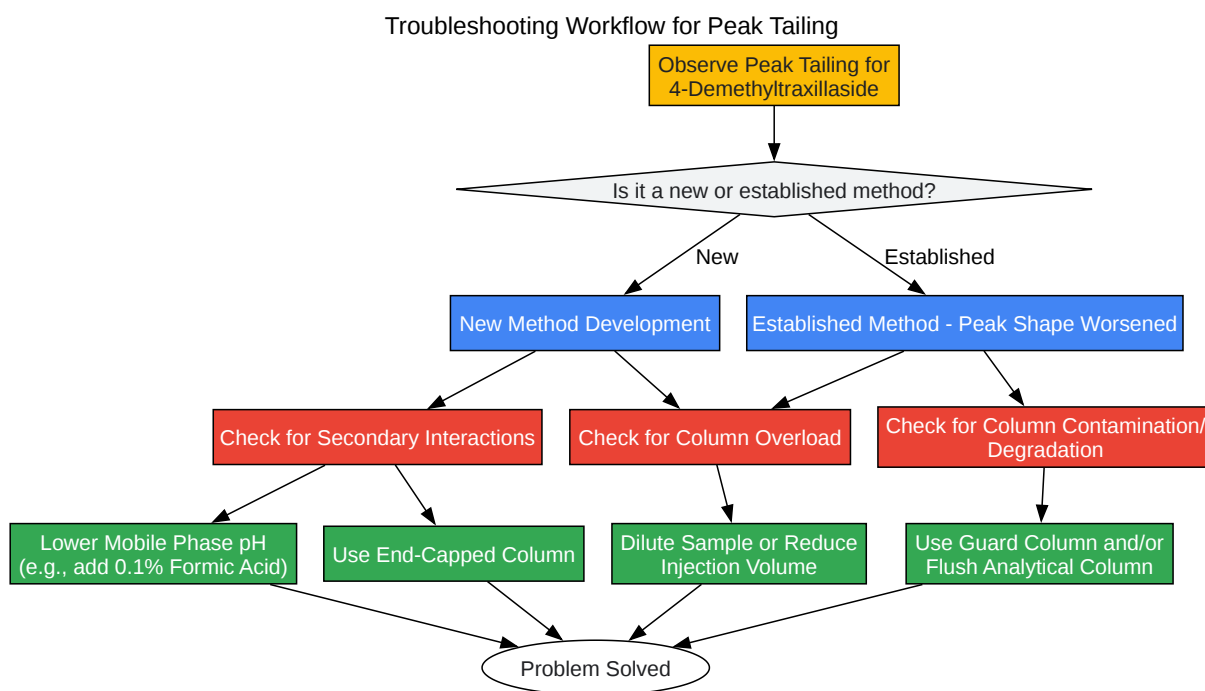 Troubleshooting Workflow for Peak Tailing
Observe Peak Tailing for
4-Demethyltraxillaside
Is it a new or established method?
New
Established
New Method Development
Established Method - Peak Shape Worsened
Check for Secondary Interactions
Check for Column Overload
Check for Column Contamination/
Degradation
Lower Mobile Phase pH
(e.g., add 0.1% Formic Acid)
Use End-Capped Column
Dilute Sample or Reduce
Injection Volume
Use Guard Column and/or
Flush Analytical Column
Problem Solved